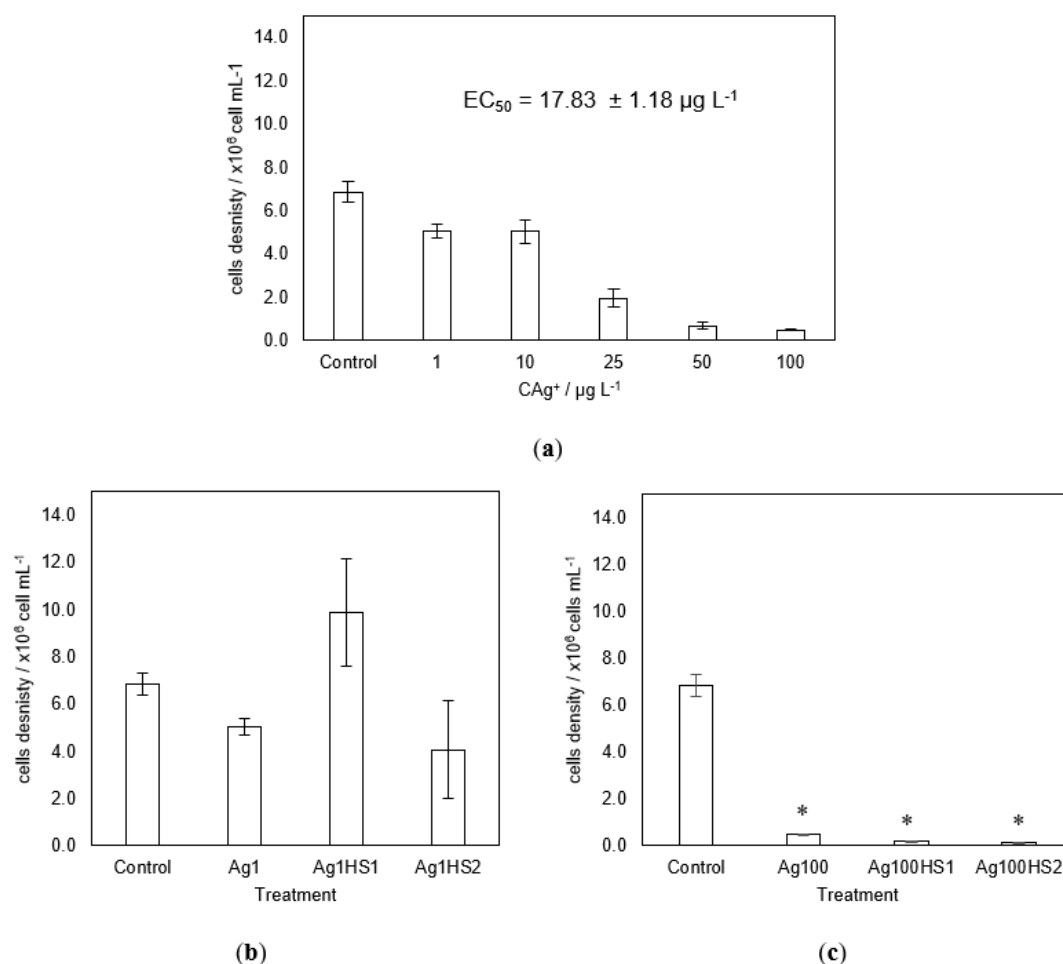 14.0
12.0
10.0
8.0
6.0
4.0
2.0
0.0
cells desnisty / x10⁶ cell mL-1
EC₅₀ = 17.83 ± 1.18 µg L⁻¹
Control 1 10 25 50 100
CAg⁺ / µg L⁻¹
(a)
14.0
12.0
10.0
8.0
6.0
4.0
2.0
0.0
cells desnisty / x10⁶ cell mL⁻¹
Control Ag1 Ag1HS1 Ag1HS2
Treatment
(b)
14.0
12.0
10.0
8.0
6.0
4.0
2.0
0.0
cells density / x10⁶ cells mL⁻¹
* * *
Control Ag100 Ag100HS1 Ag100HS2
Treatment
(c)